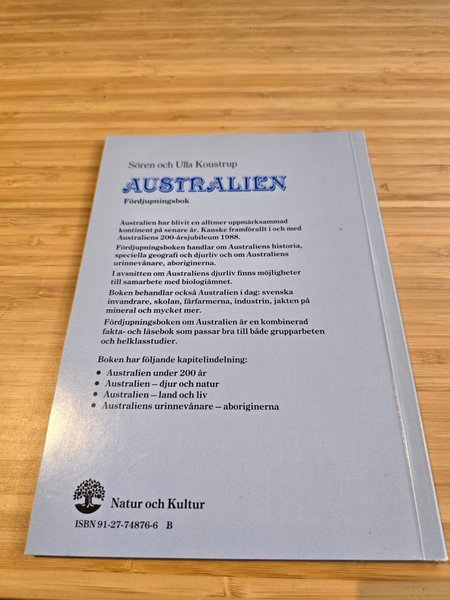 Sören och Ulla Koustrup
AUSTRALIEN
Fördjupningsbok
Australien har blivit en alltmer uppmärksammad
kontinent på senare år. Kanske framförallt i och med
Australiens 200-årsjubileum 1988.
Fördjupningsboken handlar om Australiens historia,
speciella geografi och djurliv och om Australiens
urinnevånare, aboriginerna.
I avsnitten om Australiens djurliv finns möjligheter
till samarbete med biologiämnet.
Boken behandlar också Australien i dag: svenska
invandrare, skolan, fårfarmerna, industrin, jakten på
mineral och mycket mer.
Fördjupningsboken om Australien är en kombinerad
fakta- och läsebok som passar bra till både grupparbeten
och helklasstudier.
Boken har följande kapitelindelning;
• Australien under 200 år
• Australien – djur och natur
• Australien – land och liv
• Australiens urinnevånare – aboriginerna
Natur och Kultur
ISBN 91-27-74876-6 B